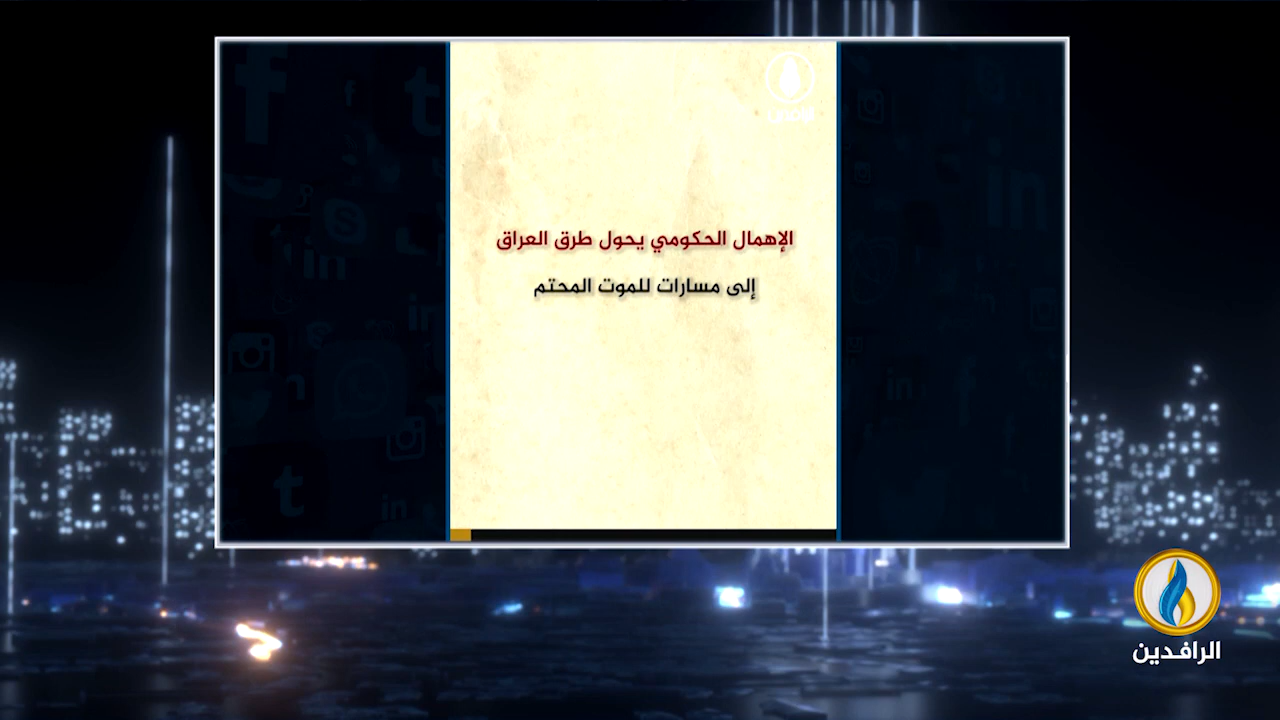 الإهمال الحكومي يحول طرق العراق
إلى مسارات للموت المحتم
الرافدين